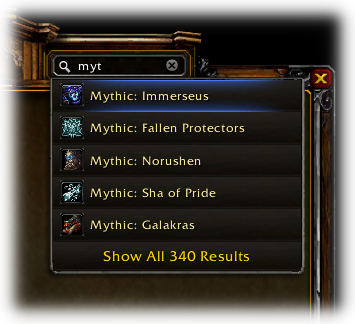 myt
Mythic: Immerseus
Mythic: Fallen Protectors
Mythic: Norushen
Mythic: Sha of Pride
Mythic: Galakras
Show All 340 Results